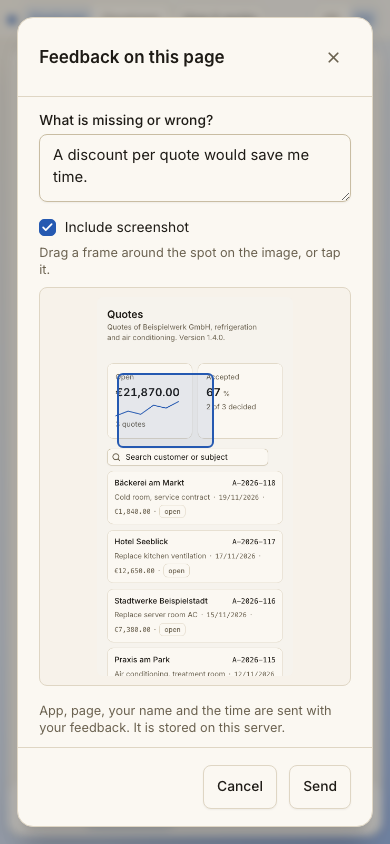 Feedback on this page
What is missing or wrong?
A discount per quote would save me
time.
Include screenshot
Drag a frame around the spot on the image, or tap
it.
Quotes
Quotes of Beispielwerk GmbH, refrigeration
and air conditioning. Version 1.4.0.
Open
€21,870.00
3 quotes
Accepted
67 %
2 of 3 decided
Search customer or subject
Bäckerei am Markt A-2026-118
Cold room, service contract · 19/11/2026 ·
€1,840.00 · open
Hotel Seeblick A-2026-117
Replace kitchen ventilation · 17/11/2026 ·
€12,650.00 · open
Stadtwerke Beispielstadt A-2026-116
Replace server room AC · 15/11/2026 ·
€7,380.00 · open
Praxis am Park A-2026-115
Air conditioning, treatment room · 12/11/2026
App, page, your name and the time are sent with
your feedback. It is stored on this server.
Cancel Send